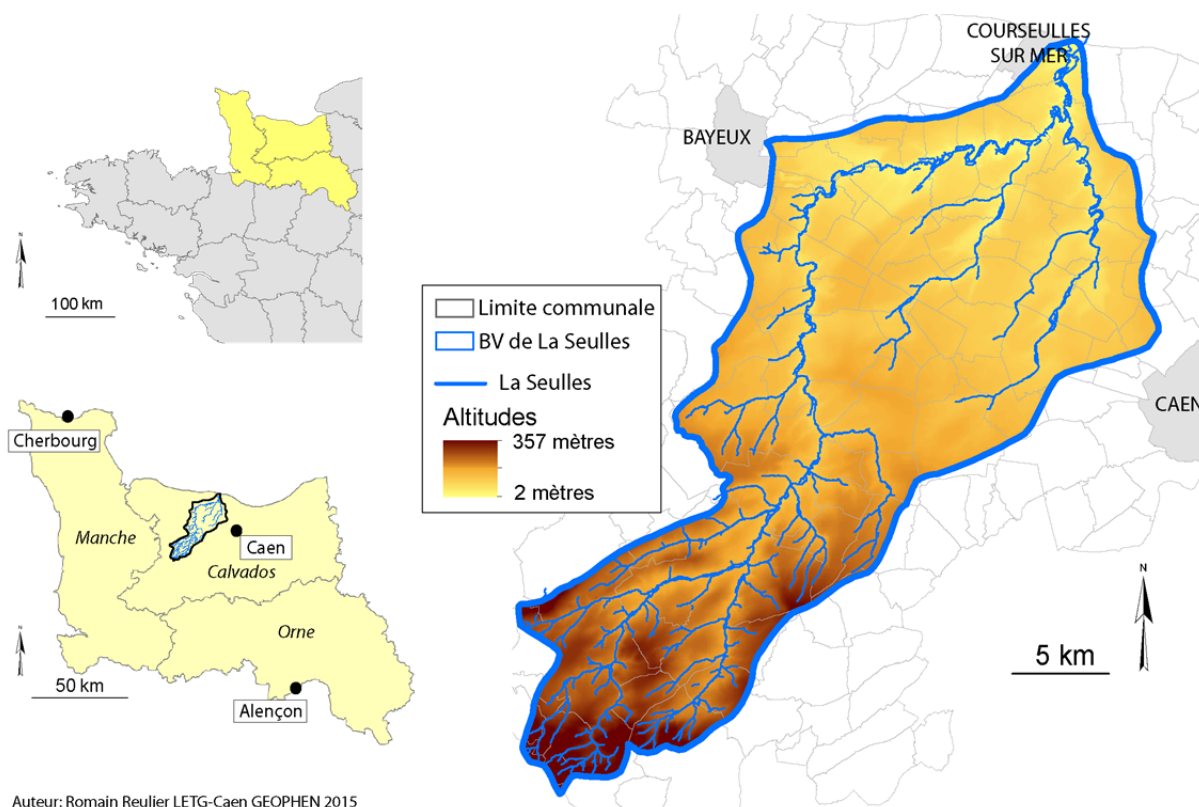 N
100 km
Cherbourg
Manche
Caen
Calvados
Orne
N
50 km
Alençon
Auteur: Romain Reulier LETG-Caen GEOPHEN 2015
Limite communale
BV de La Seulles
La Seulles
Altitudes
357 mètres
2 mètres
COURSEULLES
SUR MER
BAYEUX
CAEN
N
5 km